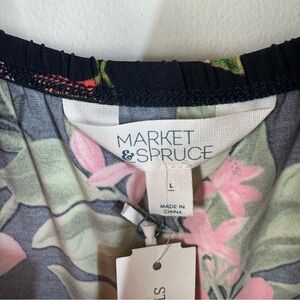 MARKET
& SPRUCE
L
MADE IN
CHINA